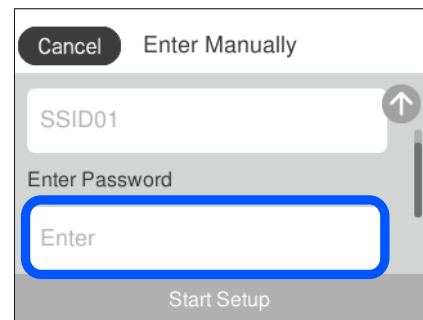 Cancel Enter Manually
SSID01
Enter Password
Enter
Start Setup